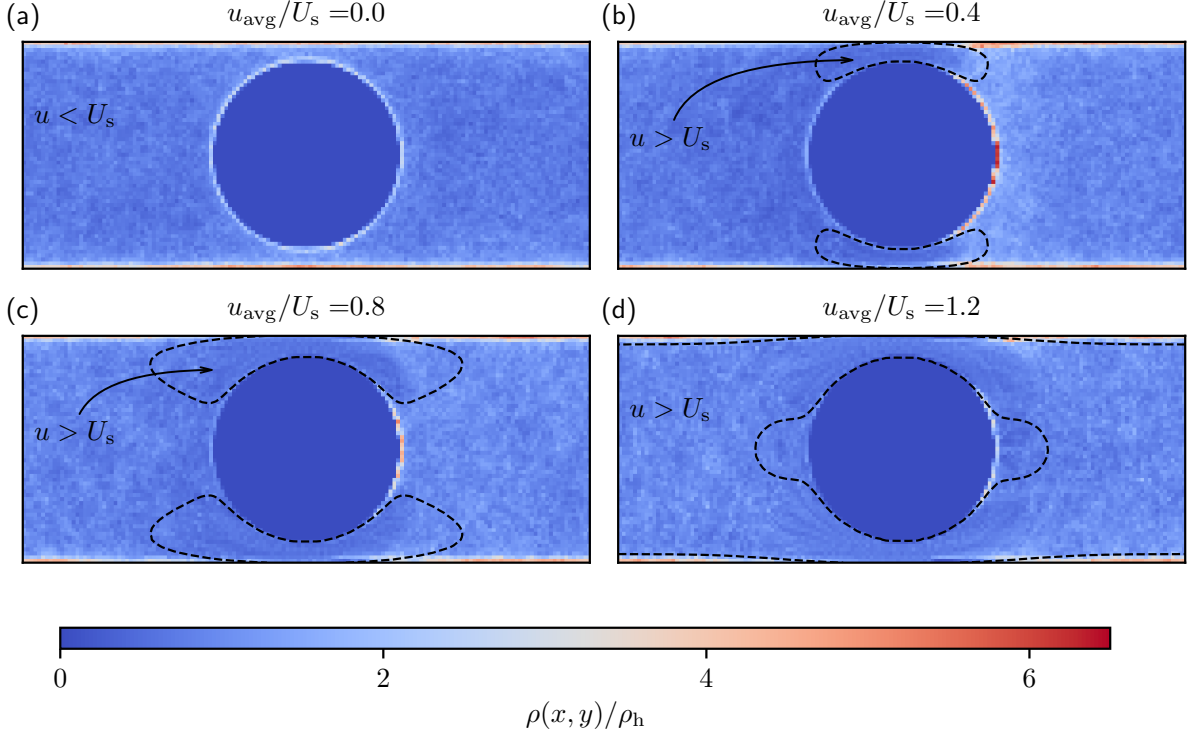 (a) u_avg/U_s =0.0
u < U_s
(b) u_avg/U_s =0.4
u > U_s
(c) u_avg/U_s =0.8
u > U_s
(d) u_avg/U_s =1.2
u > U_s
0 2 4 6
ρ(x, y)/ρ_h